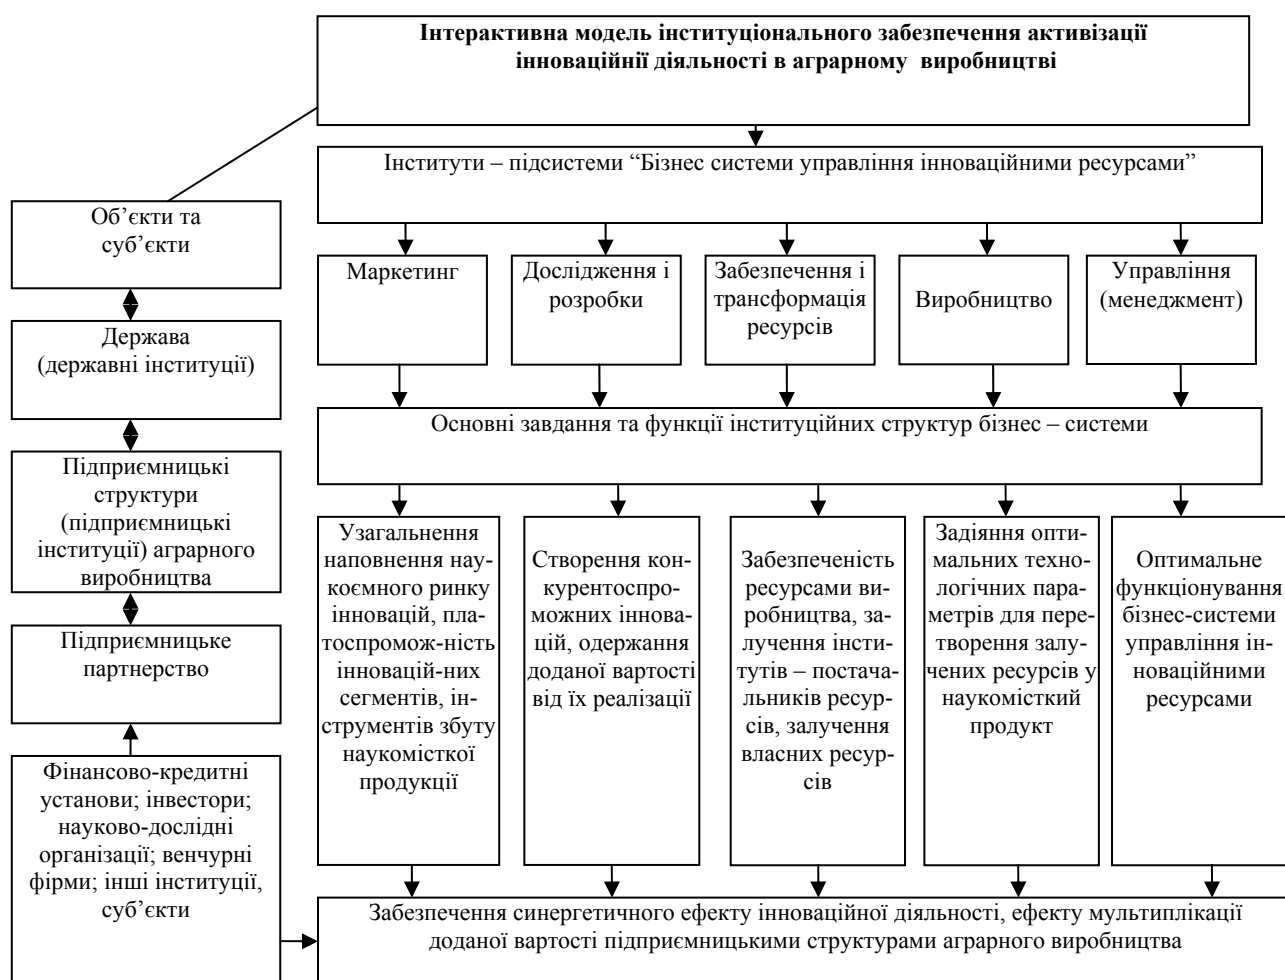 Інтерактивна модель інституціонального забезпечення активізації
інноваційнії діяльності в аграрному виробництві
Інститути – підсистеми “Бізнес системи управління інноваційними ресурсами”
Об’єкти та
суб’єкти
Маркетинг
Дослідження і
розробки
Забезпечення і
трансформація
ресурсів
Виробництво
Управління
(менеджмент)
Держава
(державні інституції)
Основні завдання та функції інституційних структур бізнес – системи
Підприємницькі
структури
(підприємницькі
інституції) аграрного
виробництва
Підприємницьке
партнерство
Фінансово-кредитні
установи; інвестори;
науково-дослідні
організації; венчурні
фірми; інші інституції,
суб’єкти
Узагальнення
наповнення нау-
коємного ринку
інновацій, пла-
тоспромож-ність
інновацій-них
сегментів, ін-
струментів збуту
наукомісткої
продукції
Створення кон-
курентоспро-
можних іннова-
цій, одержання
доданої вартості
від їх реалізації
Забезпеченість
ресурсами ви-
робництва, за-
лучення інсти-
тутів – постача-
льників ресур-
сів, залучення
власних ресур-
сів
Задіяння опти-
мальних техно-
логічних пара-
метрів для пере-
творення залу-
чених ресурсів у
наукомісткий
продукт
Оптимальне
функціонування
бізнес-системи
управління ін-
новаційними
ресурсами
Забезпечення синергетичного ефекту інноваційної діяльності, ефекту мультиплікації
доданої вартості підприємницькими структурами аграрного виробництва